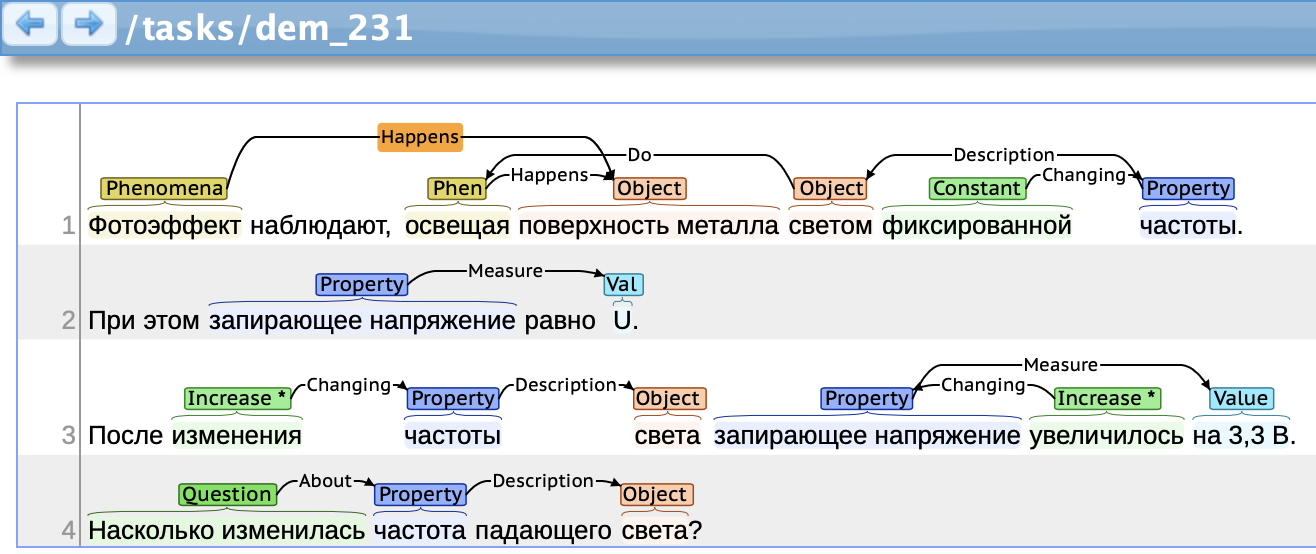 /tasks/dem_231
Happens
Do Description
Happens Changing
Phenomena Phen Object Object Constant Property
1 Фотоэффект наблюдают, освещая поверхность металла светом фиксированной частоты.
Measure
Property Val
2 При этом запирающее напряжение равно U.
Measure
Changing Description Changing
Increase * Property Object Property Increase * Value
3 После изменения частоты света запирающее напряжение увеличилось на 3,3 В.
About Description
Question Property Object
4 Насколько изменилась частота падающего света?